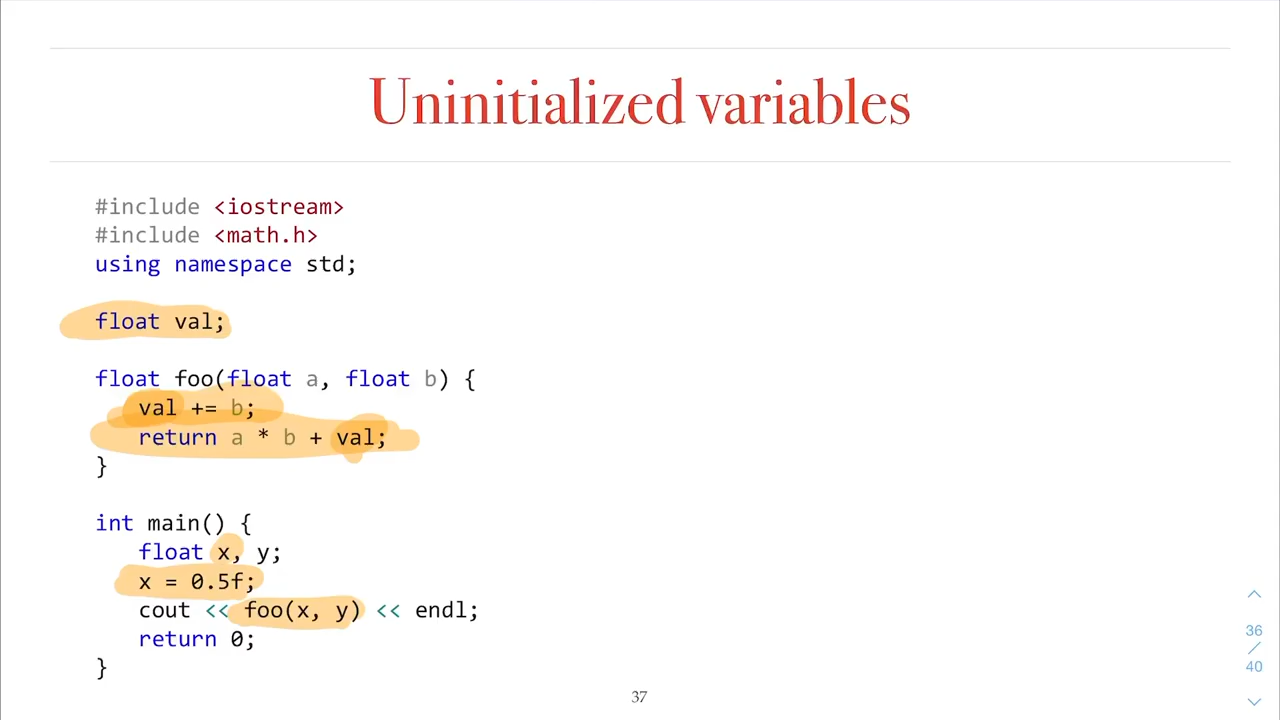 Uninitialized variables
#include <iostream>
#include <math.h>
using namespace std;
float val;
float foo(float a, float b) {
val += b;
return a * b + val;
}
int main() {
float x, y;
x = 0.5f;
cout << foo(x, y) << endl;
return 0;
}
36
/
40
37